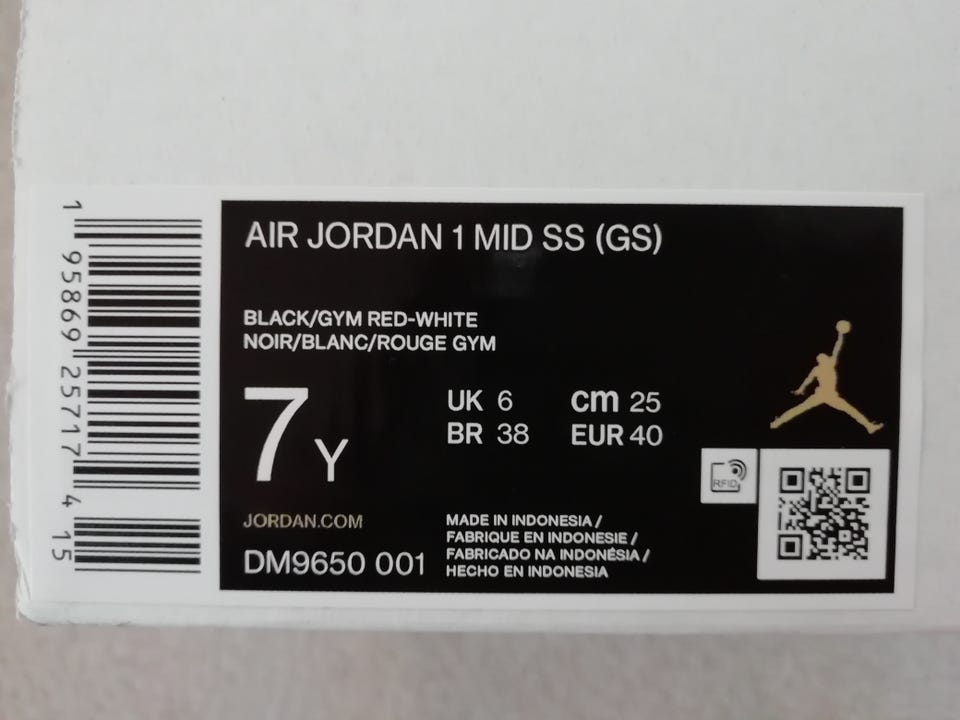 1 95869 25717 4 15
AIR JORDAN 1 MID SS (GS)
BLACK/GYM RED-WHITE
NOIR/BLANC/ROUGE GYM
7Y
UK 6
cm 25
BR 38
EUR 40
RFID
JORDAN.COM
DM9650 001
MADE IN INDONESIA /
FABRIQUE EN INDONESIE /
FABRICADO NA INDONÉSIA /
HECHO EN INDONESIA